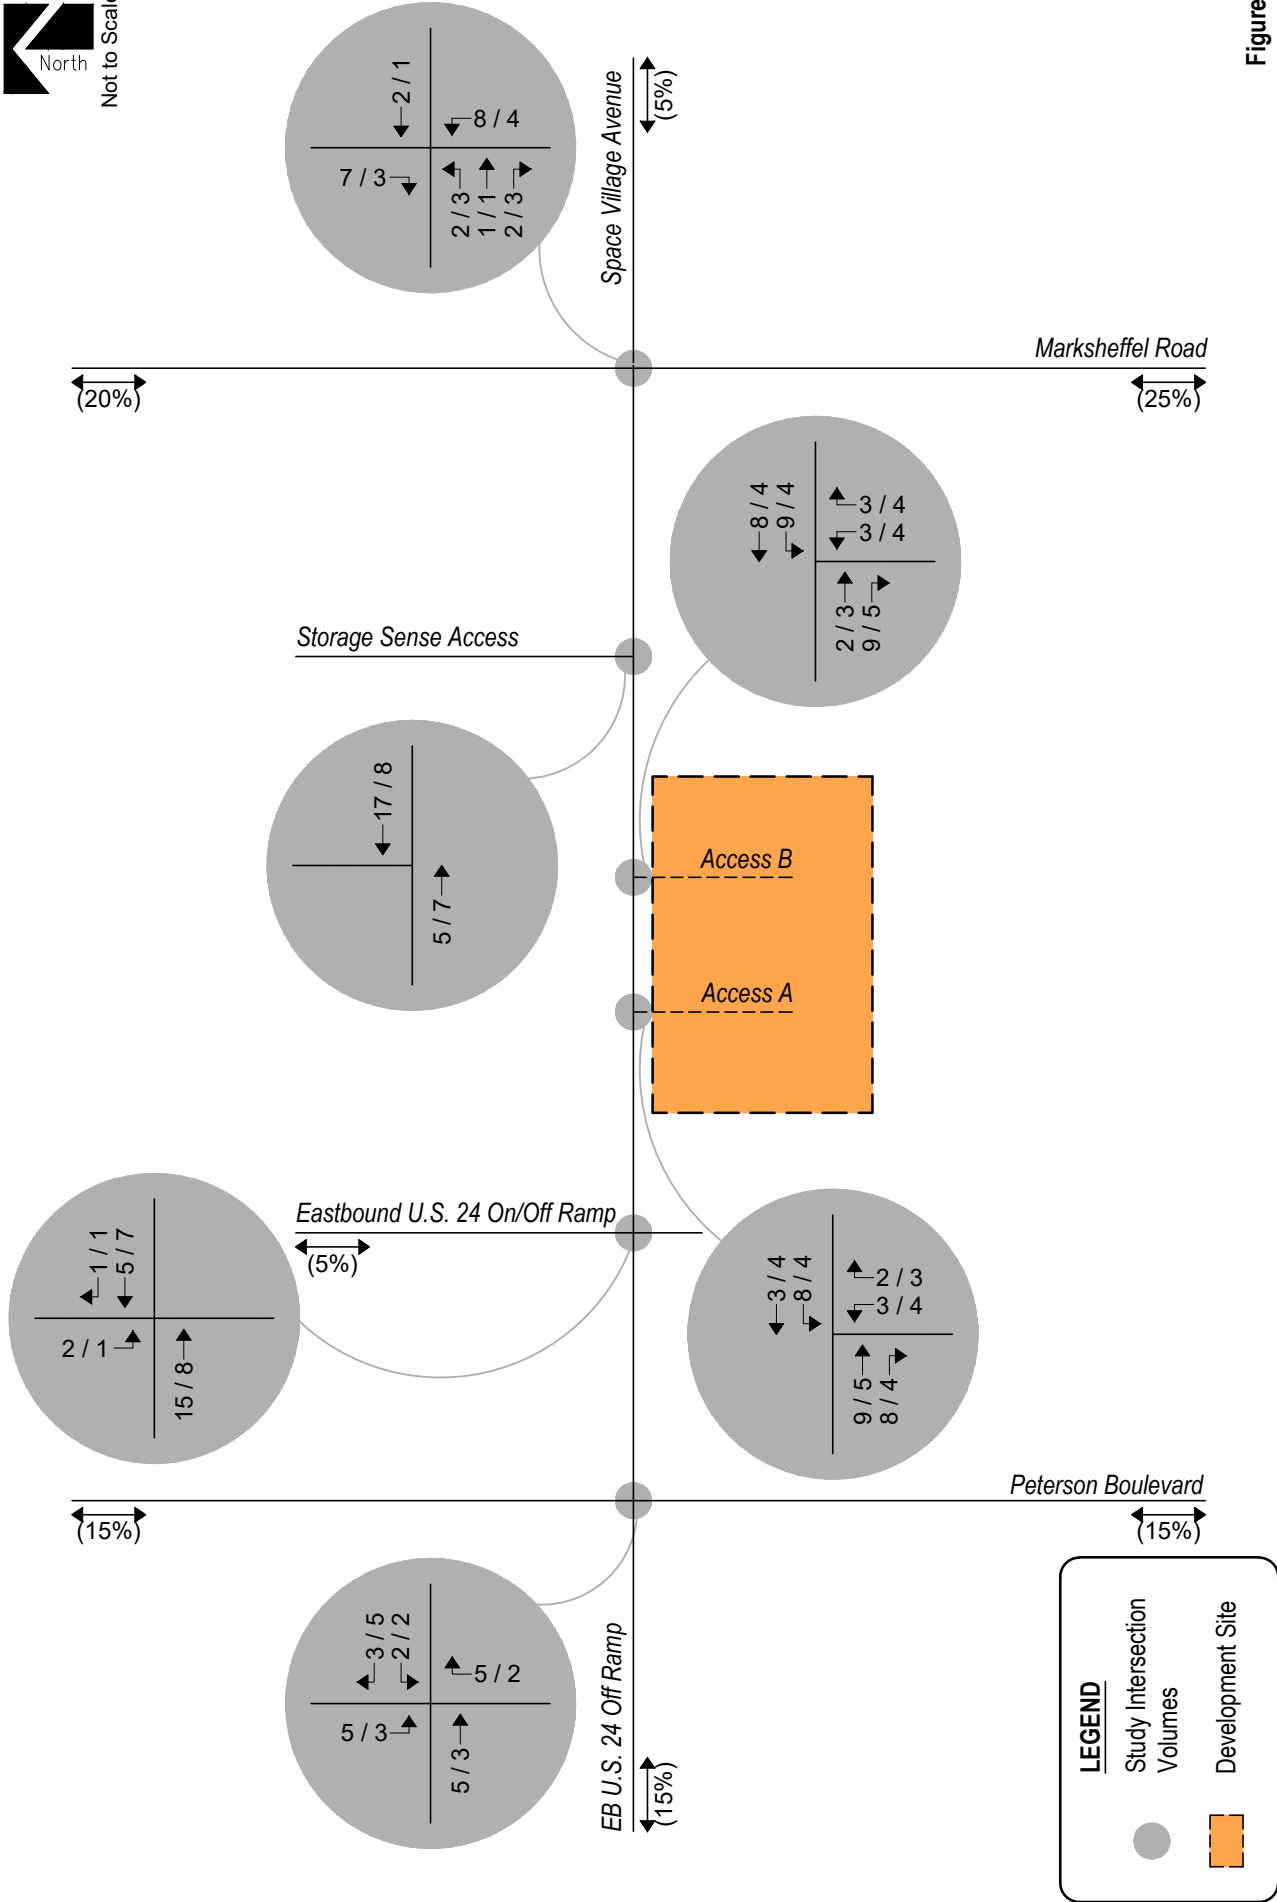 North
Not to Scale
Figure
2 / 1
7 / 3
8 / 4
2 / 3
1 / 1
2 / 3
Space Village Avenue
(5%)
Marksheffel Road
(20%)
(25%)
8 / 4
9 / 4
3 / 4
3 / 4
2 / 3
9 / 5
Storage Sense Access
17 / 8
5 / 7
Access B
Access A
Eastbound U.S. 24 On/Off Ramp
(5%)
1 / 1
5 / 7
2 / 1
15 / 8
3 / 4
8 / 4
2 / 3
3 / 4
9 / 5
8 / 4
Peterson Boulevard
(15%)
(15%)
3 / 5
2 / 2
5 / 3
5 / 2
5 / 3
EB U.S. 24 Off Ramp
(15%)
LEGEND
Study Intersection
Volumes
Development Site